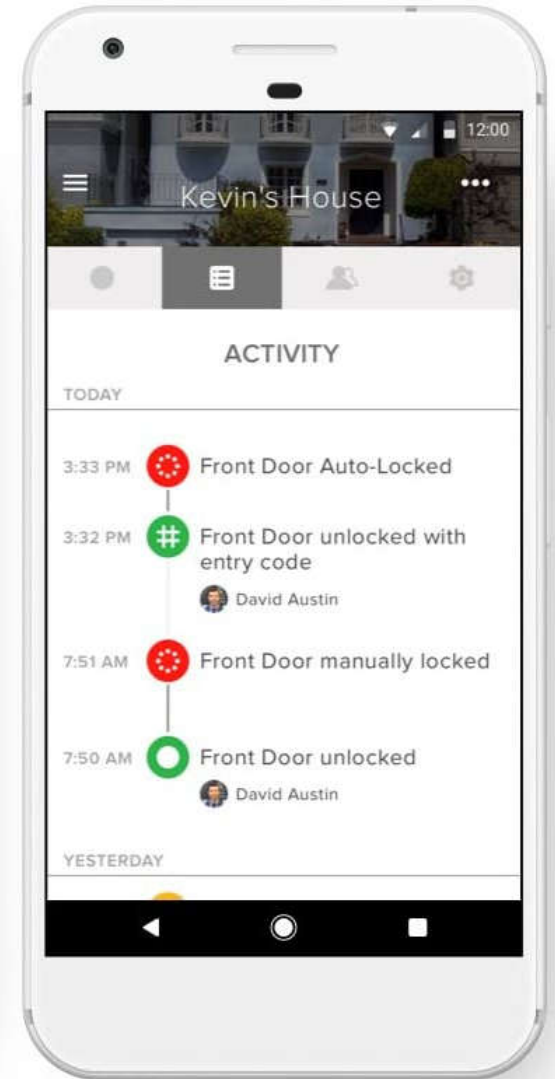 12:00
Kevin's House
ACTIVITY
TODAY
3:33 PM Front Door Auto-Locked
3:32 PM # Front Door unlocked with
entry code
David Austin
7:51 AM Front Door manually locked
7:50 AM Front Door unlocked
David Austin
YESTERDAY